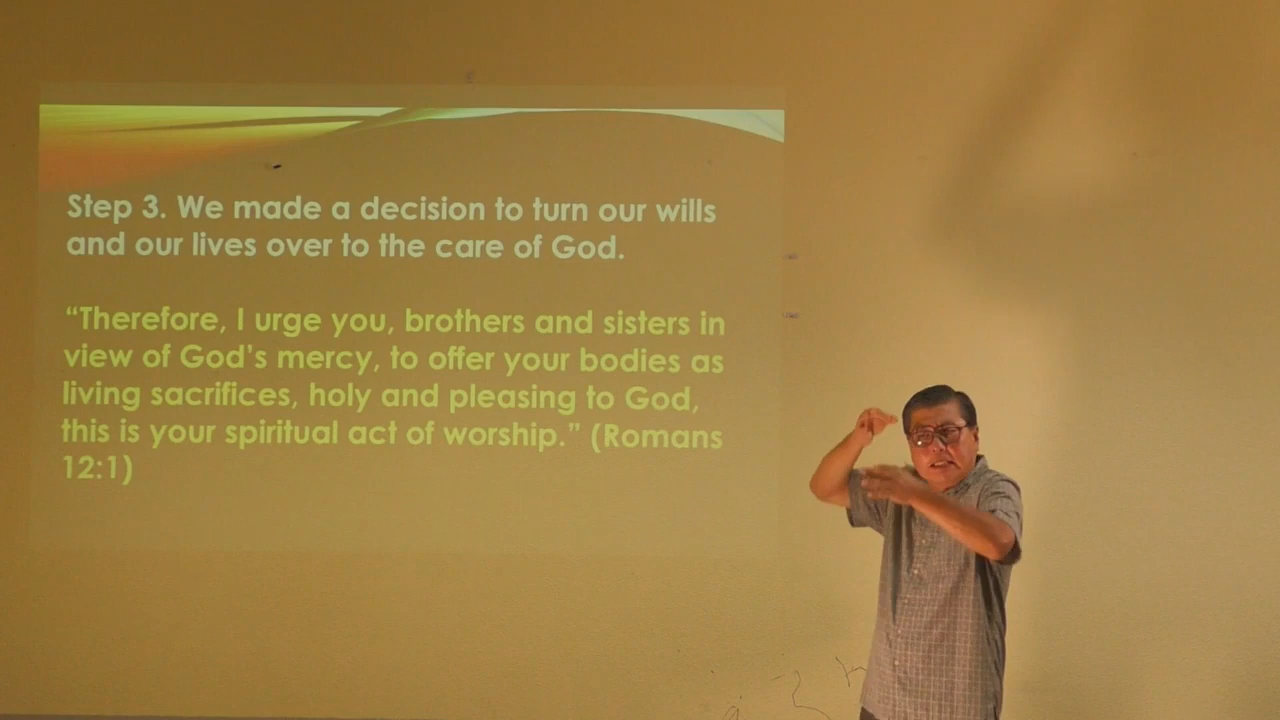 Step 3. We made a decision to turn our wills
and our lives over to the care of God.
“Therefore, I urge you, brothers and sisters in
view of God’s mercy, to offer your bodies as
living sacrifices, holy and pleasing to God,
this is your spiritual act of worship.” (Romans
12:1)